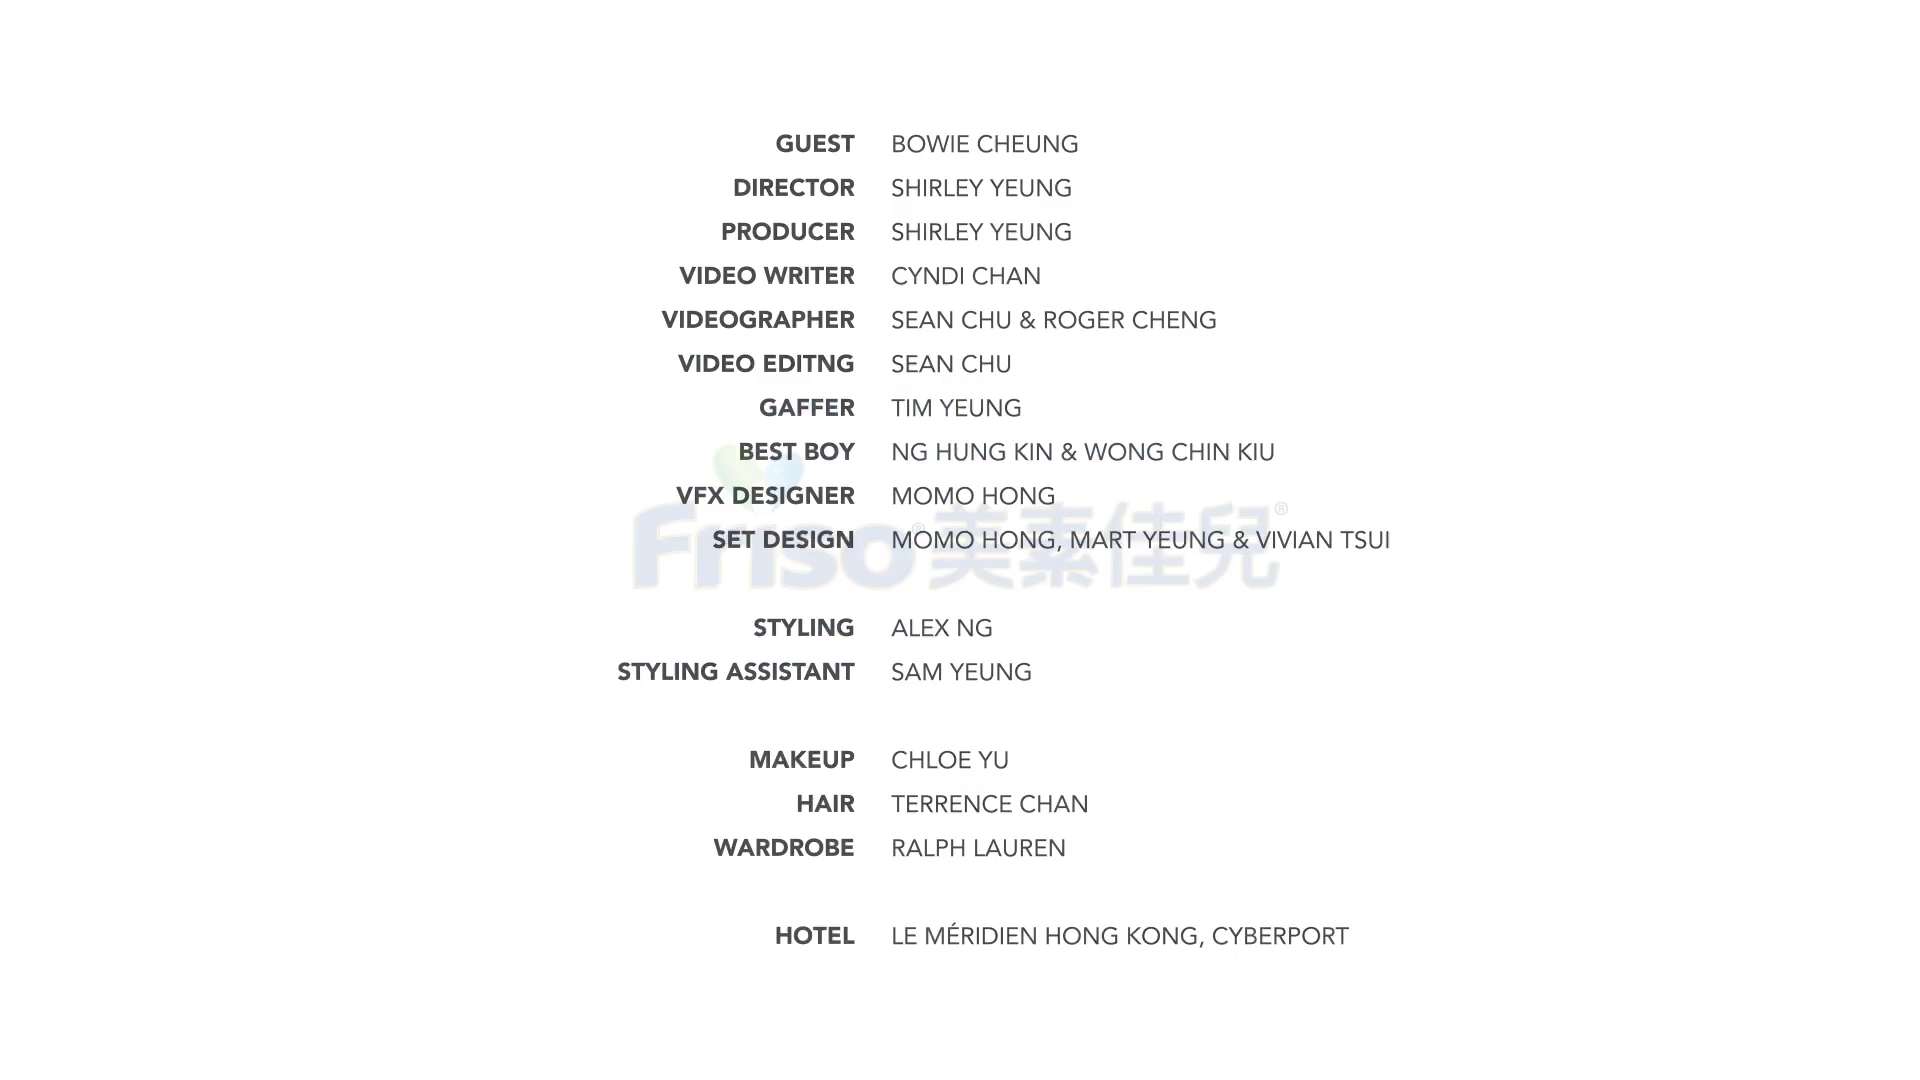 GUEST BOWIE CHEUNG
DIRECTOR SHIRLEY YEUNG
PRODUCER SHIRLEY YEUNG
VIDEO WRITER CYNDI CHAN
VIDEOGRAPHER SEAN CHU & ROGER CHENG
VIDEO EDITNG SEAN CHU
GAFFER TIM YEUNG
BEST BOY NG HUNG KIN & WONG CHIN KIU
VFX DESIGNER MOMO HONG
SET DESIGN MOMO HONG, MART YEUNG & VIVIAN TSUI
Friso® 美素佳兒®
STYLING ALEX NG
STYLING ASSISTANT SAM YEUNG
MAKEUP CHLOE YU
HAIR TERRENCE CHAN
WARDROBE RALPH LAUREN
HOTEL LE MÉRIDIEN HONG KONG, CYBERPORT